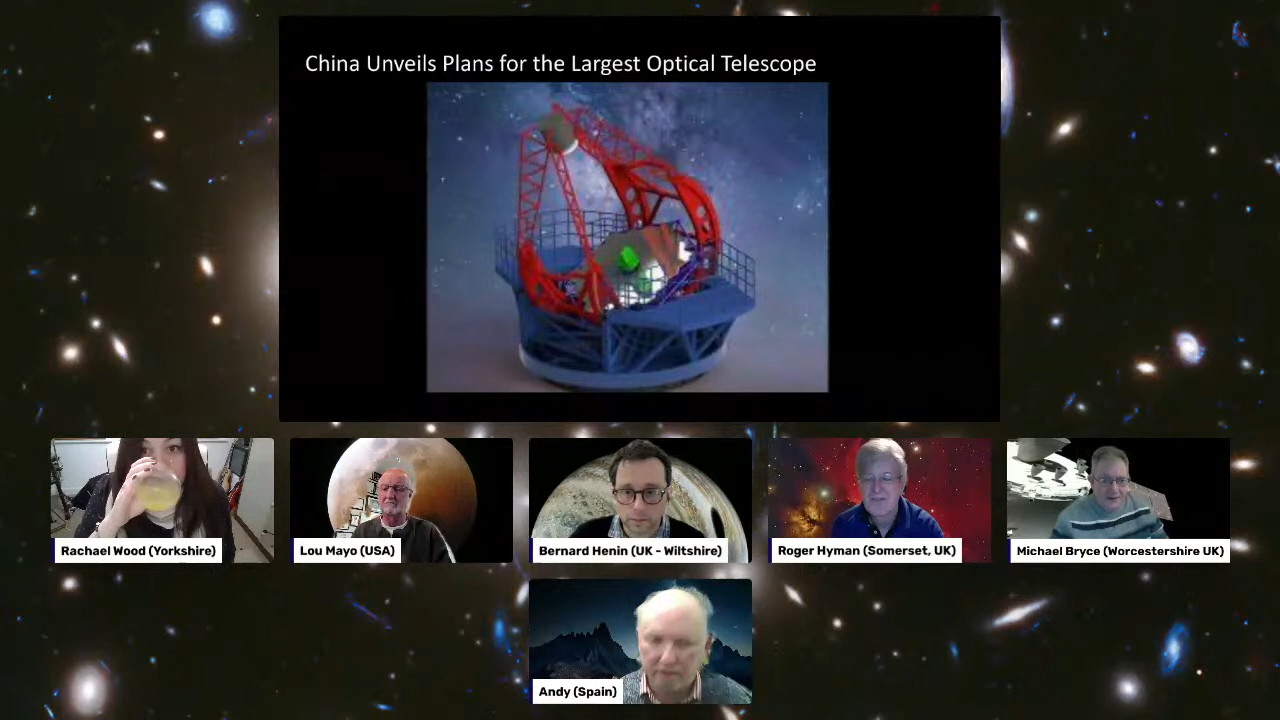 China Unveils Plans for the Largest Optical Telescope
Rachael Wood (Yorkshire)
Lou Mayo (USA)
Bernard Henin (UK - Wiltshire)
Roger Hyman (Somerset, UK)
Michael Bryce (Worcestershire UK)
Andy (Spain)